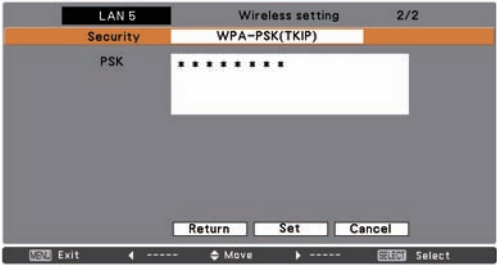 LAN 5 Wireless setting 2/2
Security WPA-PSK(TKIP)
PSK ********
Return Set Cancel
MENU Exit ----- Move ----- SELECT Select